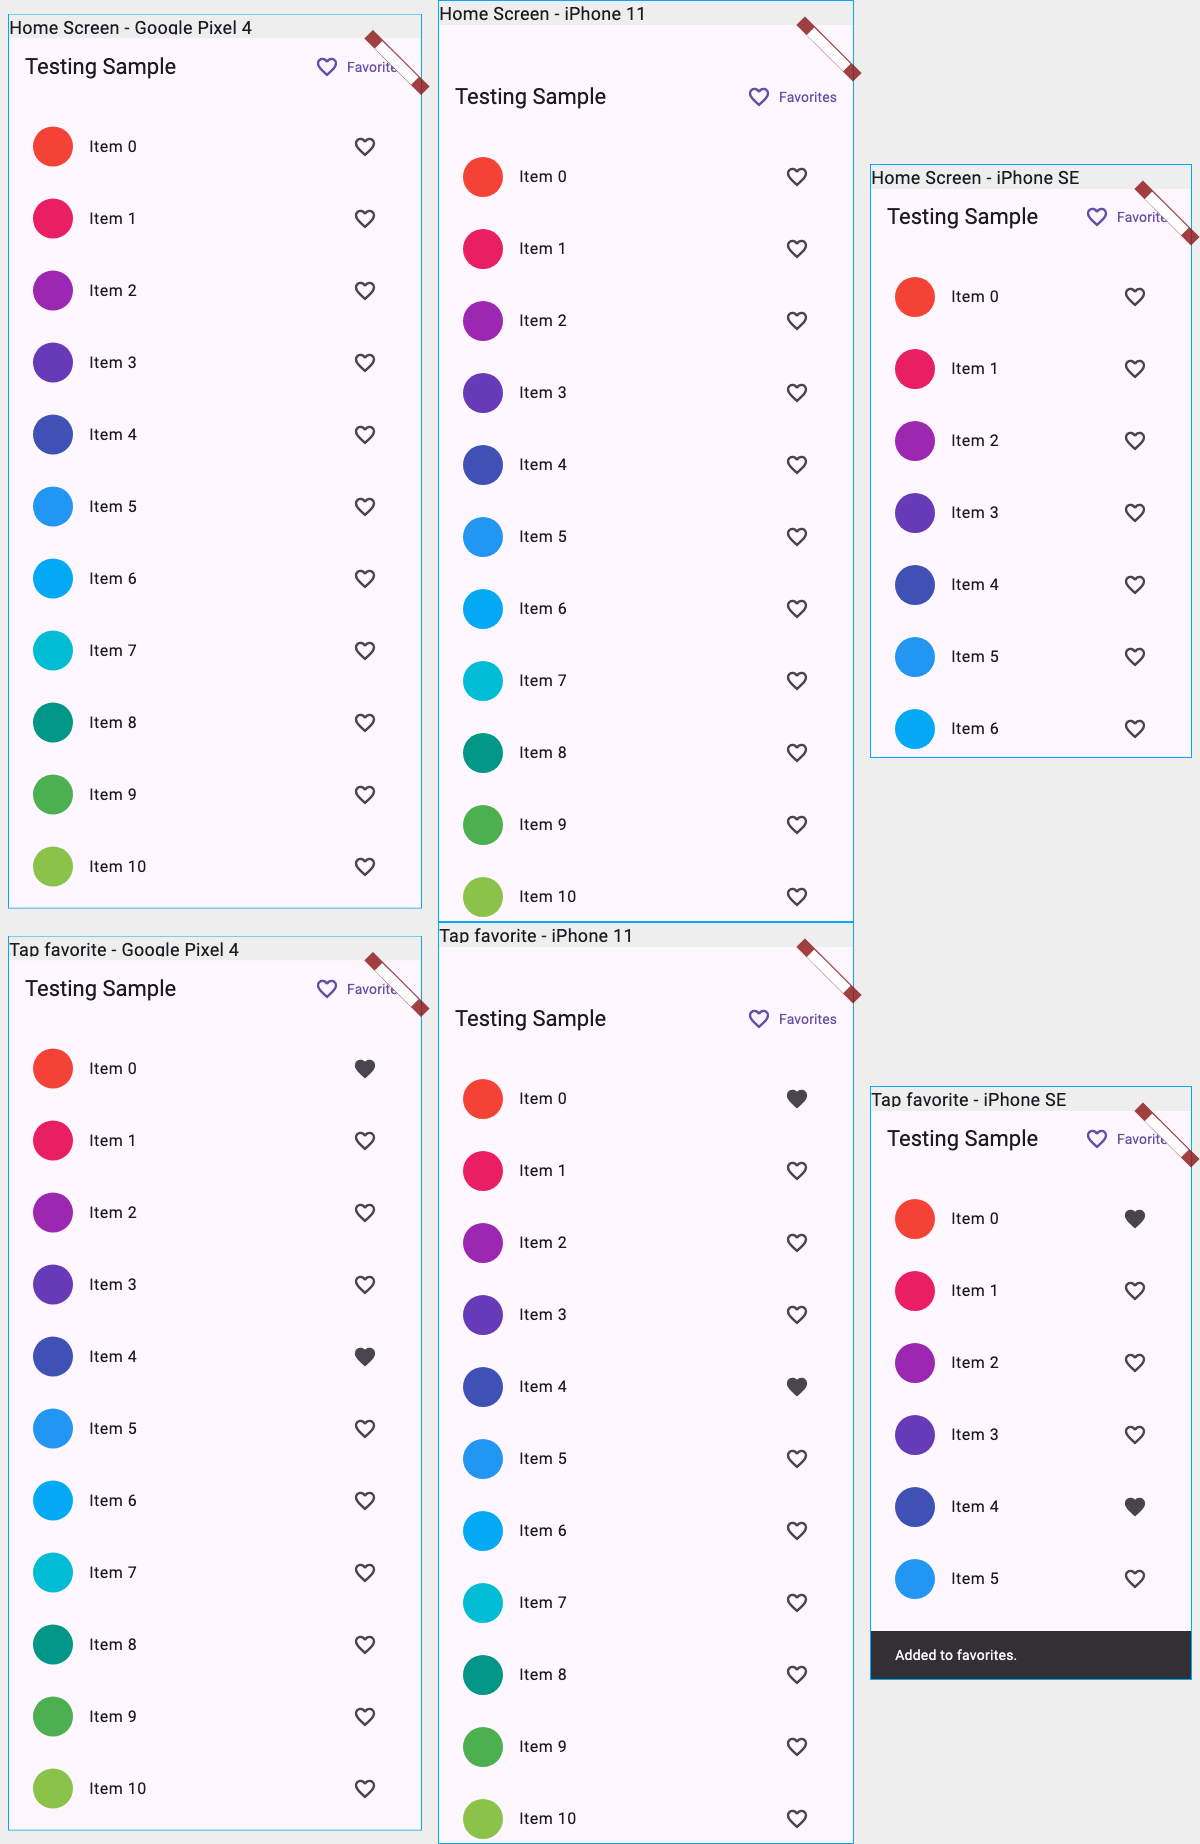 Home Screen - Google Pixel 4
Testing Sample
Favorite
Item 0
Item 1
Item 2
Item 3
Item 4
Item 5
Item 6
Item 7
Item 8
Item 9
Item 10
Home Screen - iPhone 11
Testing Sample
Favorites
Item 0
Item 1
Item 2
Item 3
Item 4
Item 5
Item 6
Item 7
Item 8
Item 9
Item 10
Home Screen - iPhone SE
Testing Sample
Favorite
Item 0
Item 1
Item 2
Item 3
Item 4
Item 5
Item 6
Tap favorite - Google Pixel 4
Testing Sample
Favorite
Item 0
Item 1
Item 2
Item 3
Item 4
Item 5
Item 6
Item 7
Item 8
Item 9
Item 10
Tap favorite - iPhone 11
Testing Sample
Favorites
Item 0
Item 1
Item 2
Item 3
Item 4
Item 5
Item 6
Item 7
Item 8
Item 9
Item 10
Tap favorite - iPhone SE
Testing Sample
Favorite
Item 0
Item 1
Item 2
Item 3
Item 4
Item 5
Added to favorites.